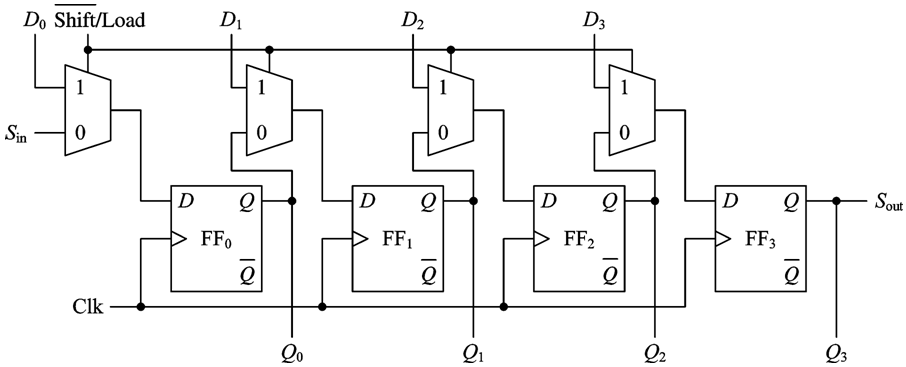 D0 Shift/Load D1 D2 D3
1 1 1 1
Sin 0 0 0 0
D Q D Q D Q D Q Sout
FF0 FF1 FF2 FF3
Q Q Q Q
Clk
Q0 Q1 Q2 Q3